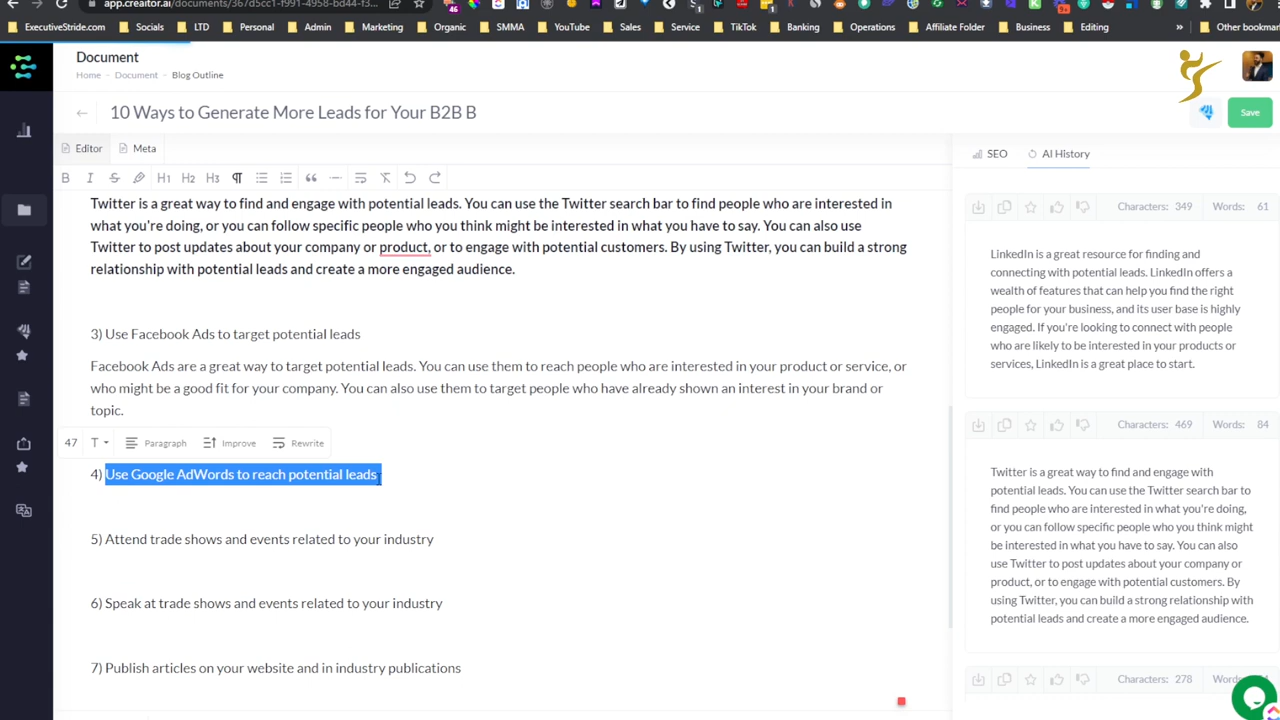 app.creaitor.ai/documents/367d5cc1-f991-4958-bd44-f3...
ExecutiveStride.com Socials LTD Personal Admin Marketing Organic SMMA YouTube Sales Service TikTok Banking Operations Affiliate Folder Business Editing » Other bookmar
Document
Home - Document - Blog Outline
← 10 Ways to Generate More Leads for Your B2B B
Save
Editor Meta
SEO AI History
B I S H1 H2 H3
Twitter is a great way to find and engage with potential leads. You can use the Twitter search bar to find people who are interested in
what you're doing, or you can follow specific people who you think might be interested in what you have to say. You can also use
Twitter to post updates about your company or product, or to engage with potential customers. By using Twitter, you can build a strong
relationship with potential leads and create a more engaged audience.
3) Use Facebook Ads to target potential leads
Facebook Ads are a great way to target potential leads. You can use them to reach people who are interested in your product or service, or
who might be a good fit for your company. You can also use them to target people who have already shown an interest in your brand or
topic.
47 T Paragraph Improve Rewrite
4) Use Google AdWords to reach potential leads
5) Attend trade shows and events related to your industry
6) Speak at trade shows and events related to your industry
7) Publish articles on your website and in industry publications
Characters: 349 Words: 61
LinkedIn is a great resource for finding and
connecting with potential leads. LinkedIn offers a
wealth of features that can help you find the right
people for your business, and its user base is highly
engaged. If you're looking to connect with people
who are likely to be interested in your products or
services, LinkedIn is a great place to start.
Characters: 469 Words: 84
Twitter is a great way to find and engage with
potential leads. You can use the Twitter search bar to
find people who are interested in what you're doing,
or you can follow specific people who you think might
be interested in what you have to say. You can also
use Twitter to post updates about your company or
product, or to engage with potential customers. By
using Twitter, you can build a strong relationship with
potential leads and create a more engaged audience.
Characters: 278 Words: